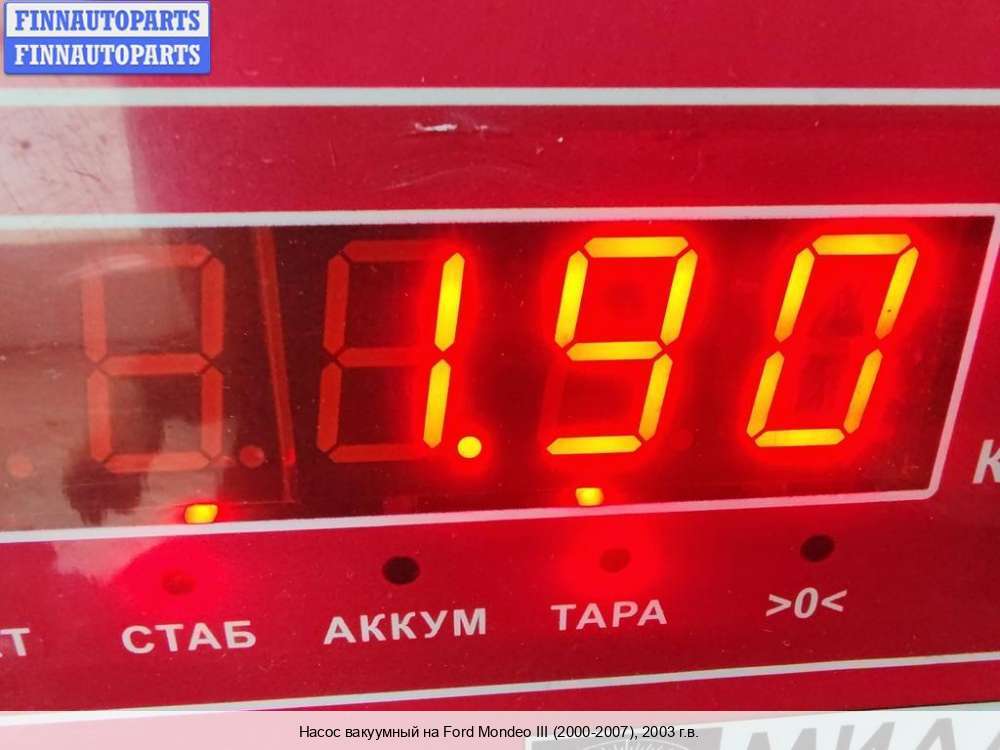 FINNAUTOPARTS
FINNAUTOPARTS
1.90
СТАБ АККУМ ТАРА >0<
Насос вакуумный на Ford Mondeo III (2000-2007), 2003 г.в.